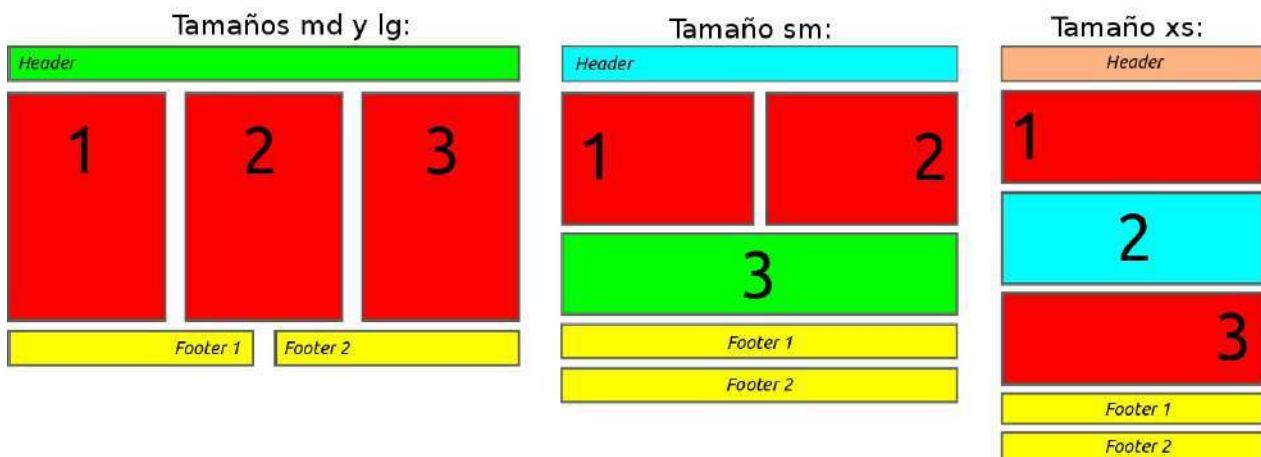 Tamaños md y lg:
Header
1
2
3
Footer 1
Footer 2
Tamaño sm:
Header
1
2
3
Footer 1
Footer 2
Tamaño xs:
Header
1
2
3
Footer 1
Footer 2